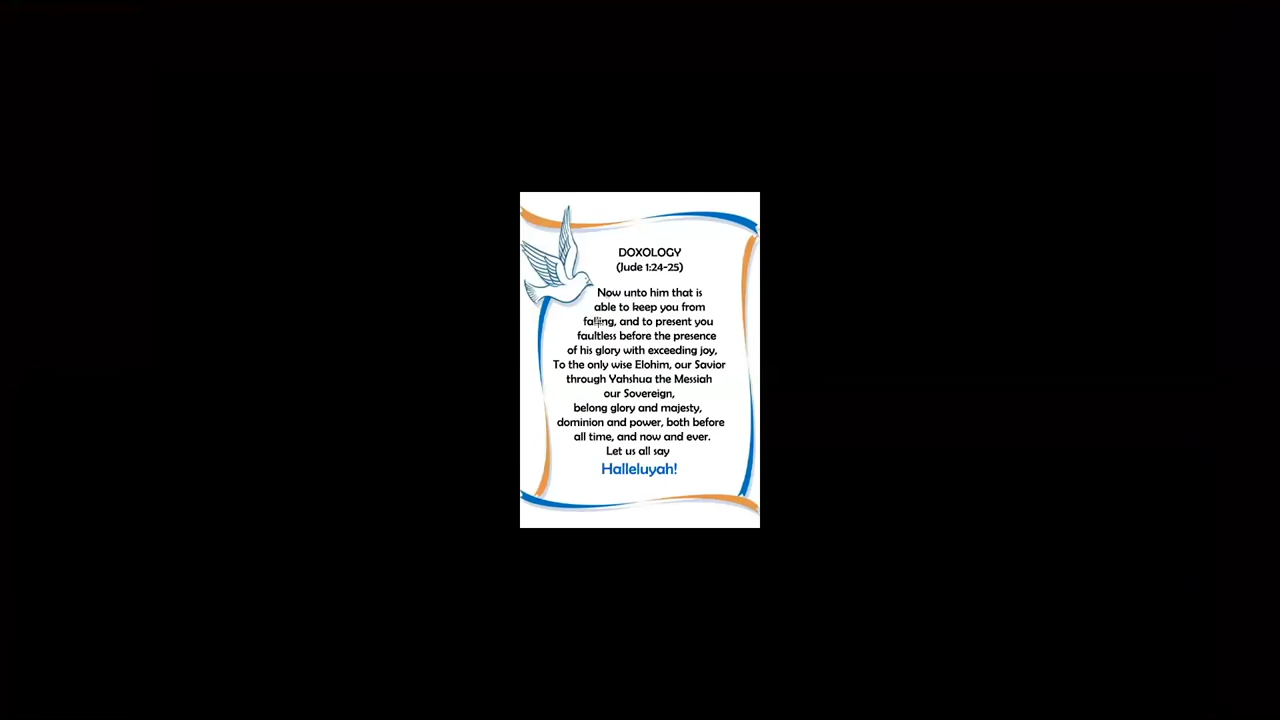 DOXOLOGY
(Jude 1:24-25)
Now unto him that is
able to keep you from
falling, and to present you
faultless before the presence
of his glory with exceeding joy,
To the only wise Elohim, our Savior
through Yahshua the Messiah
our Sovereign,
belong glory and majesty,
dominion and power, both before
all time, and now and ever.
Let us all say
Halleluyah!